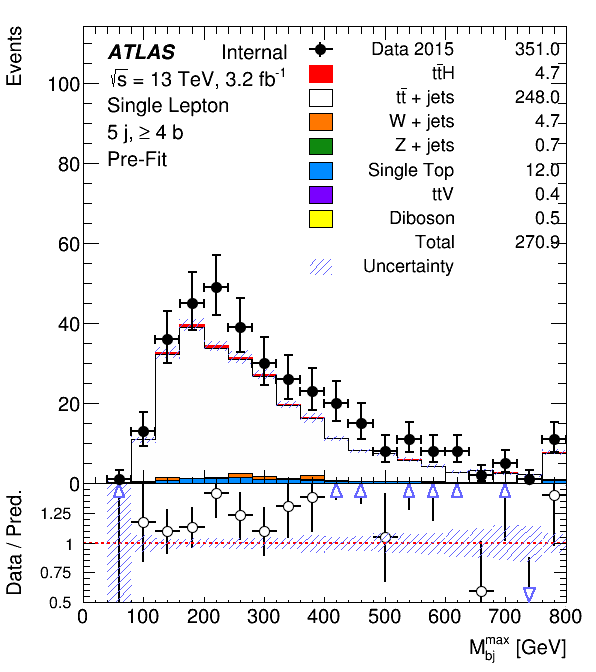 Events
ATLAS Internal
√s = 13 TeV, 3.2 fb⁻¹
Single Lepton
5 j, ≥ 4 b
Pre-Fit
Data 2015 351.0
tt̄H 4.7
tt̄ + jets 248.0
W + jets 4.7
Z + jets 0.7
Single Top 12.0
ttV 0.4
Diboson 0.5
Total 270.9
Uncertainty
100
80
60
40
20
0
Data / Pred.
1.25
1
0.75
0.5
0 100 200 300 400 500 600 700 800
M_bj^max [GeV]